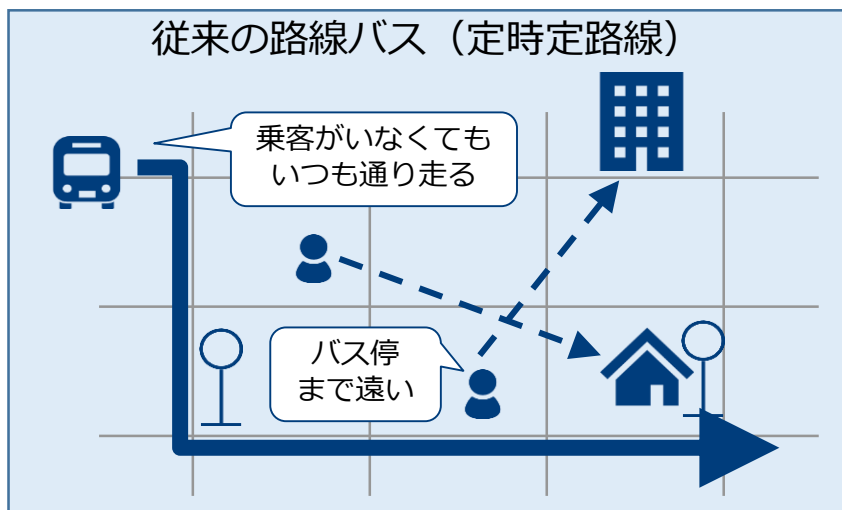 従来の路線バス（定時定路線）
乗客がいなくても
いつも通り走る
バス停
まで遠い